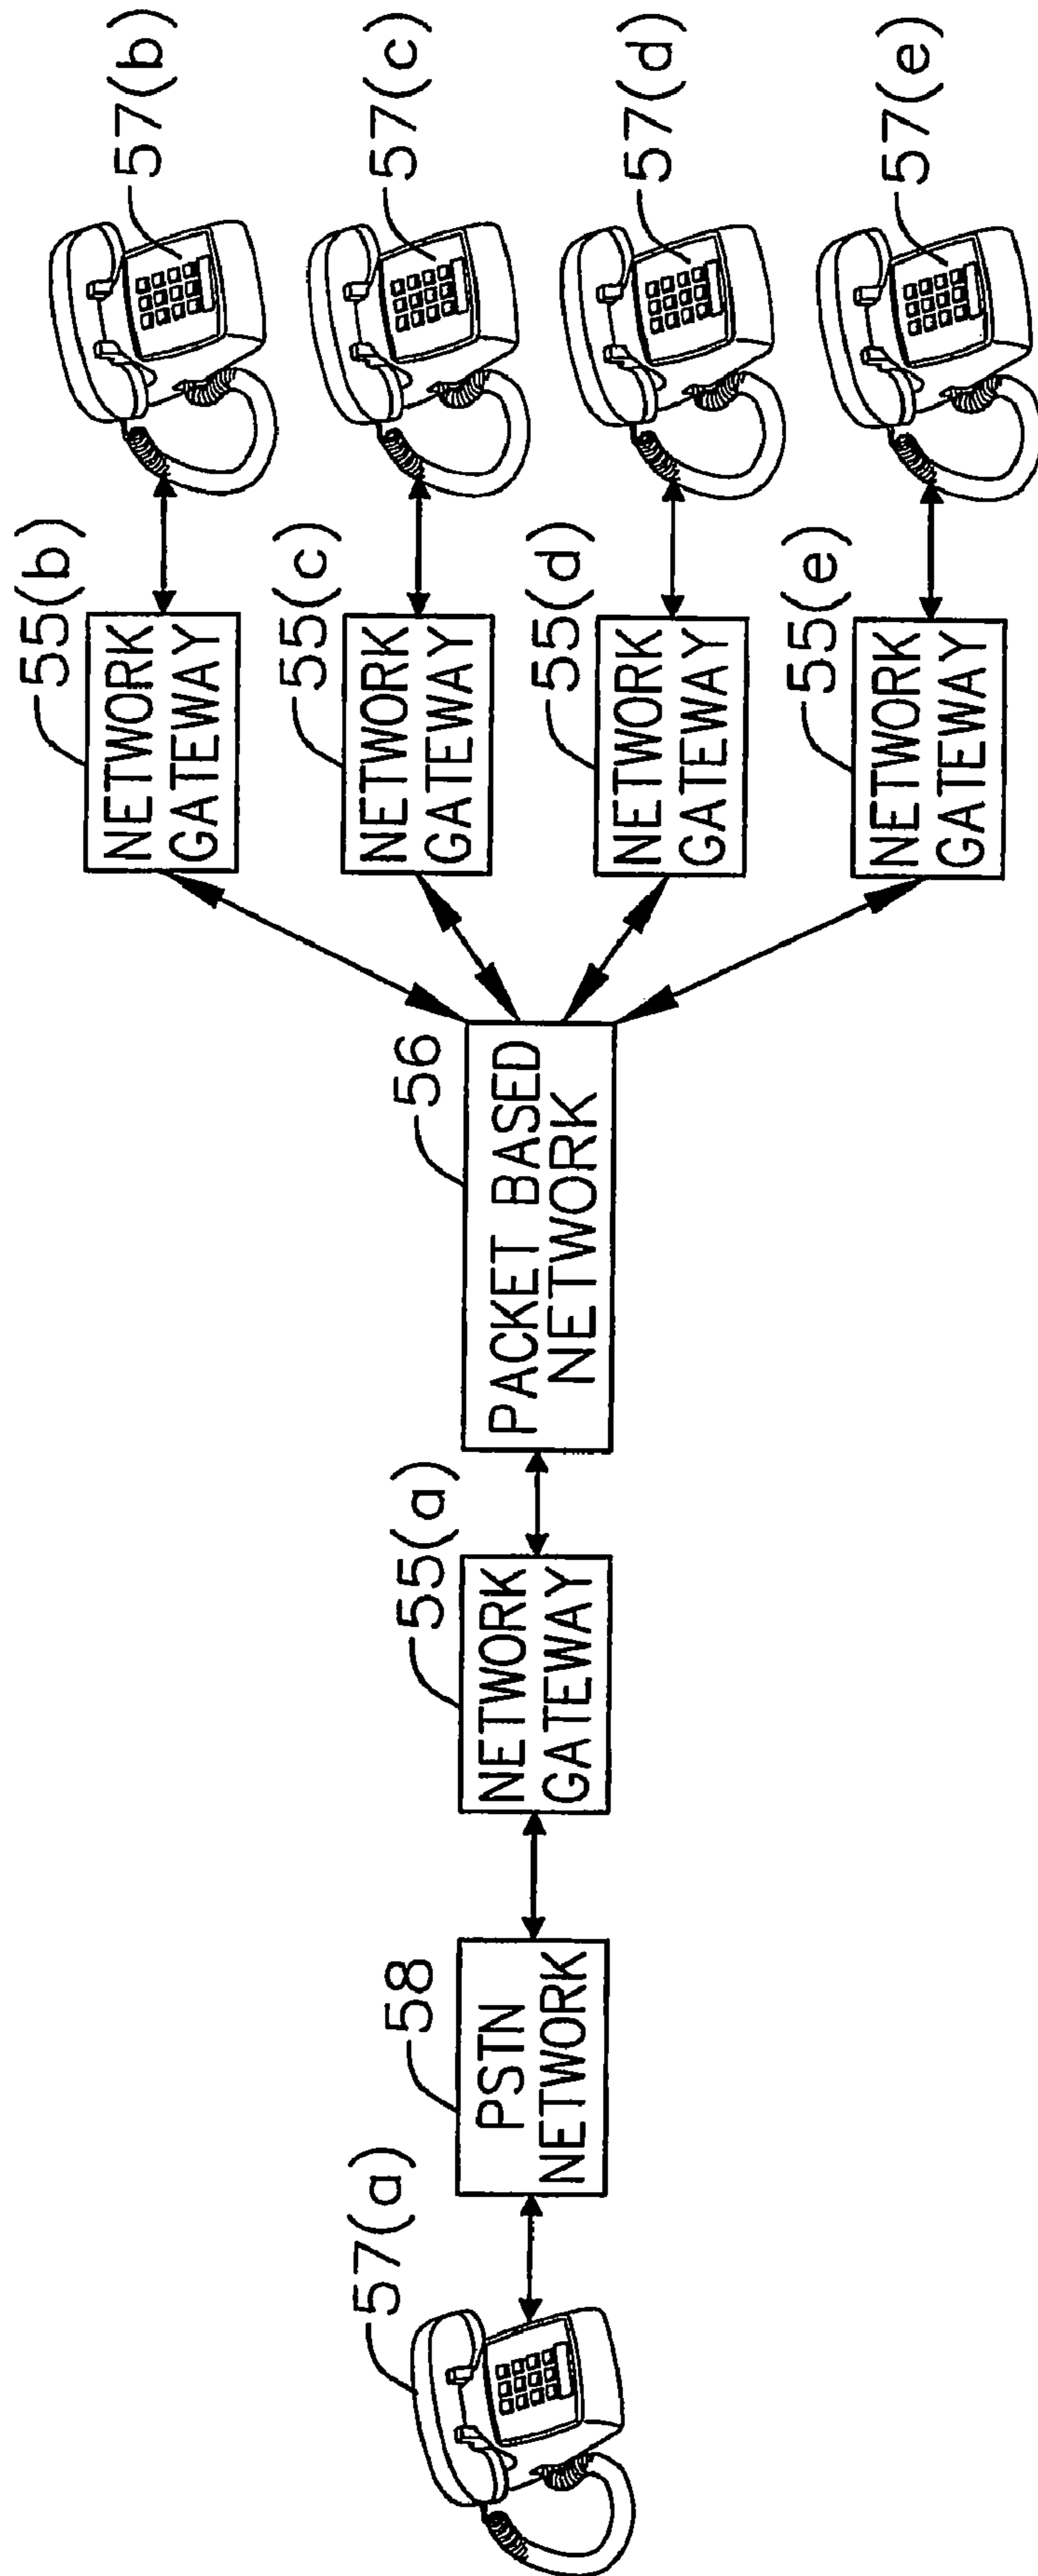 57(a)
58
PSTN
NETWORK
55(a)
NETWORK
GATEWAY
56
PACKET BASED
NETWORK
55(b)
NETWORK
GATEWAY
57(b)
55(c)
NETWORK
GATEWAY
57(c)
55(d)
NETWORK
GATEWAY
57(d)
55(e)
NETWORK
GATEWAY
57(e)